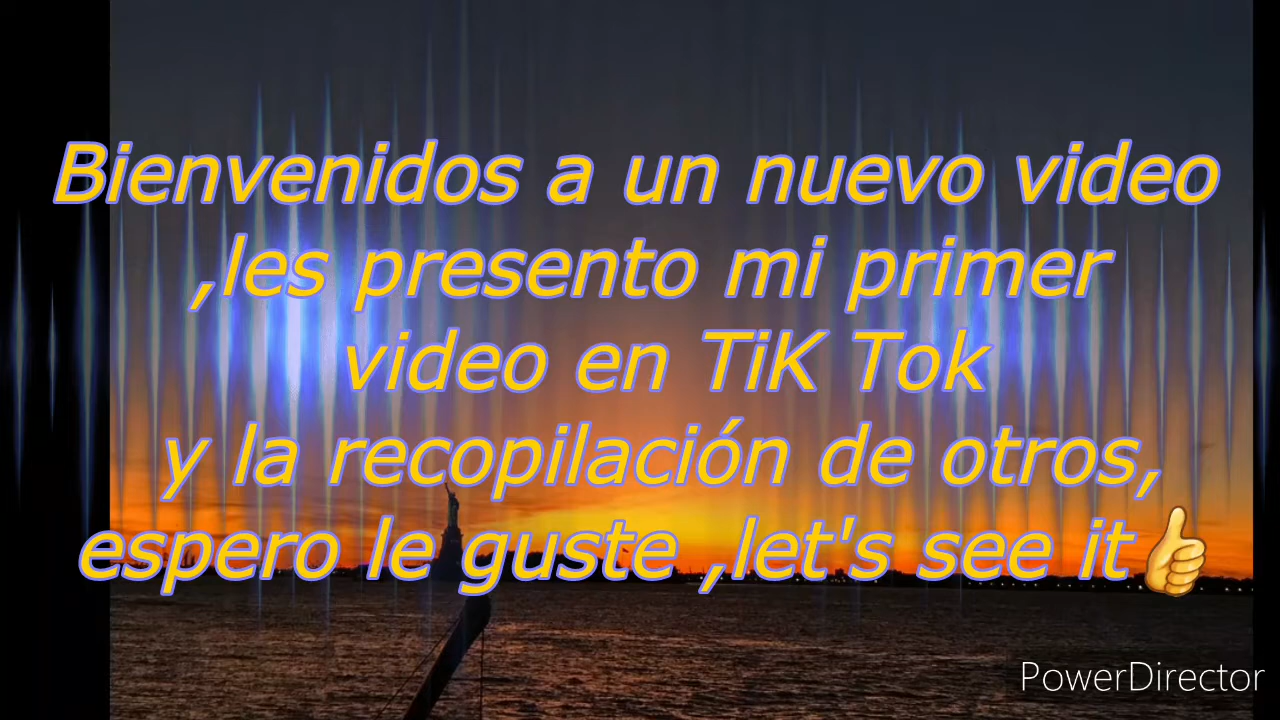 Bienvenidos a un nuevo video
,les presento mi primer
video en TiK Tok
y la recopilación de otros,
espero le guste ,let's see it👍
PowerDirector